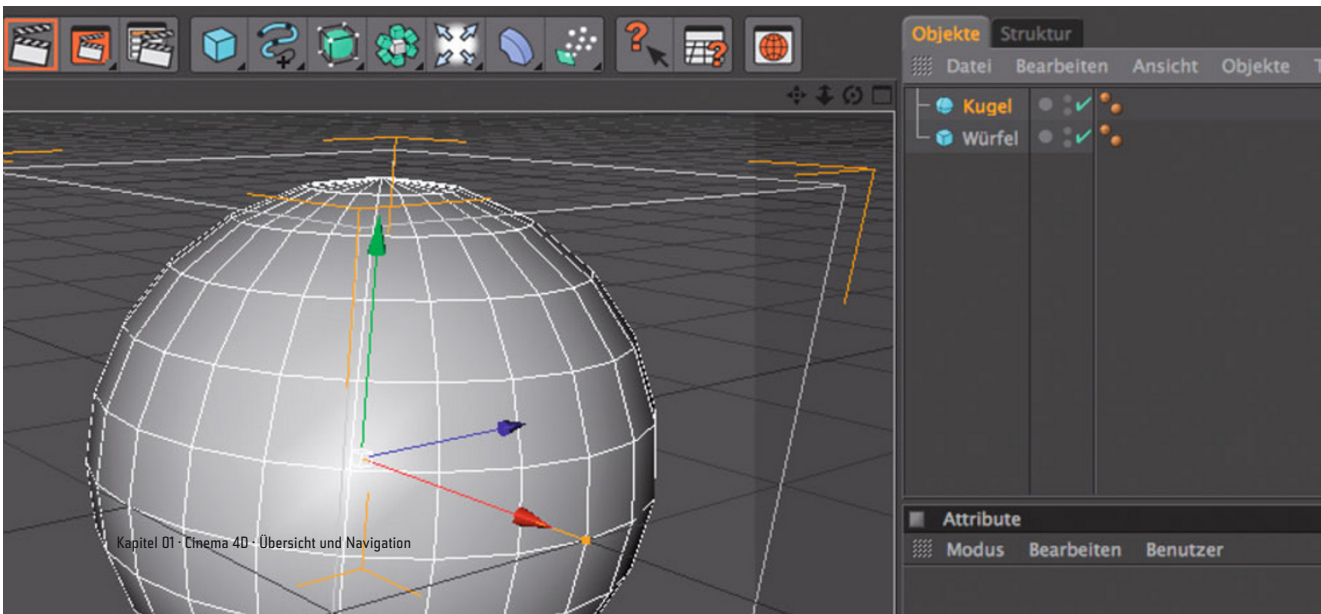 Objekte Struktur
Datei Bearbeiten Ansicht Objekte
Kugel
Würfel
Kapitel 01 · Cinema 4D · Übersicht und Navigation
Attribute
Modus Bearbeiten Benutzer